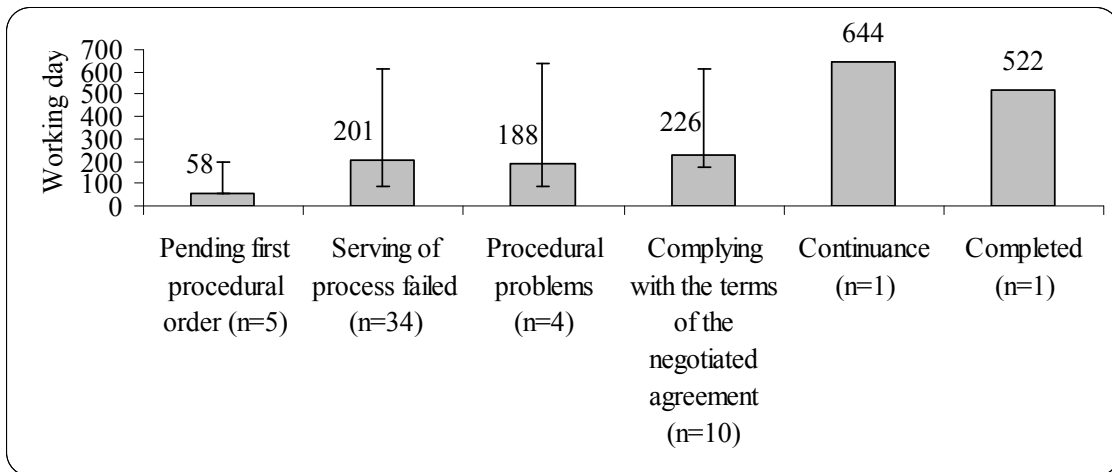 Working day
700
600
500
400
300
200
100
0
58
201
188
226
644
522
Pending first
procedural
order (n=5)
Serving of
process failed
(n=34)
Procedural
problems
(n=4)
Complying
with the terms
of the
negotiated
agreement
(n=10)
Continuance
(n=1)
Completed
(n=1)